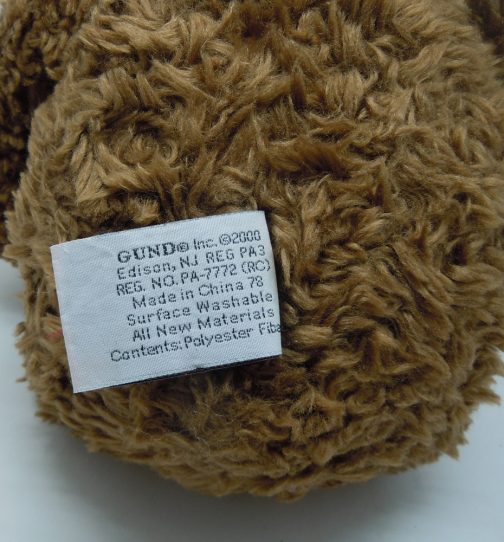 GUND® Inc.©2000
Edison, NJ REG PA3
REG. NO. PA-7772 (RC)
Made in China 78
Surface Washable
All New Materials
Contents: Polyester Fibe